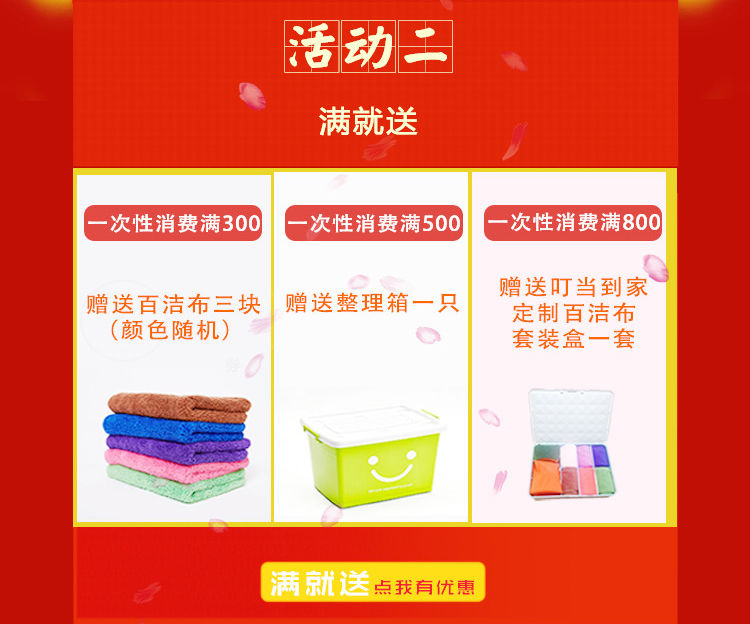 活动二
满就送
一次性消费满300
赠送百洁布三块
(颜色随机)
一次性消费满500
赠送整理箱一只
一次性消费满800
赠送叮当到家
定制百洁布
套装盒一套
满就送 点我有优惠